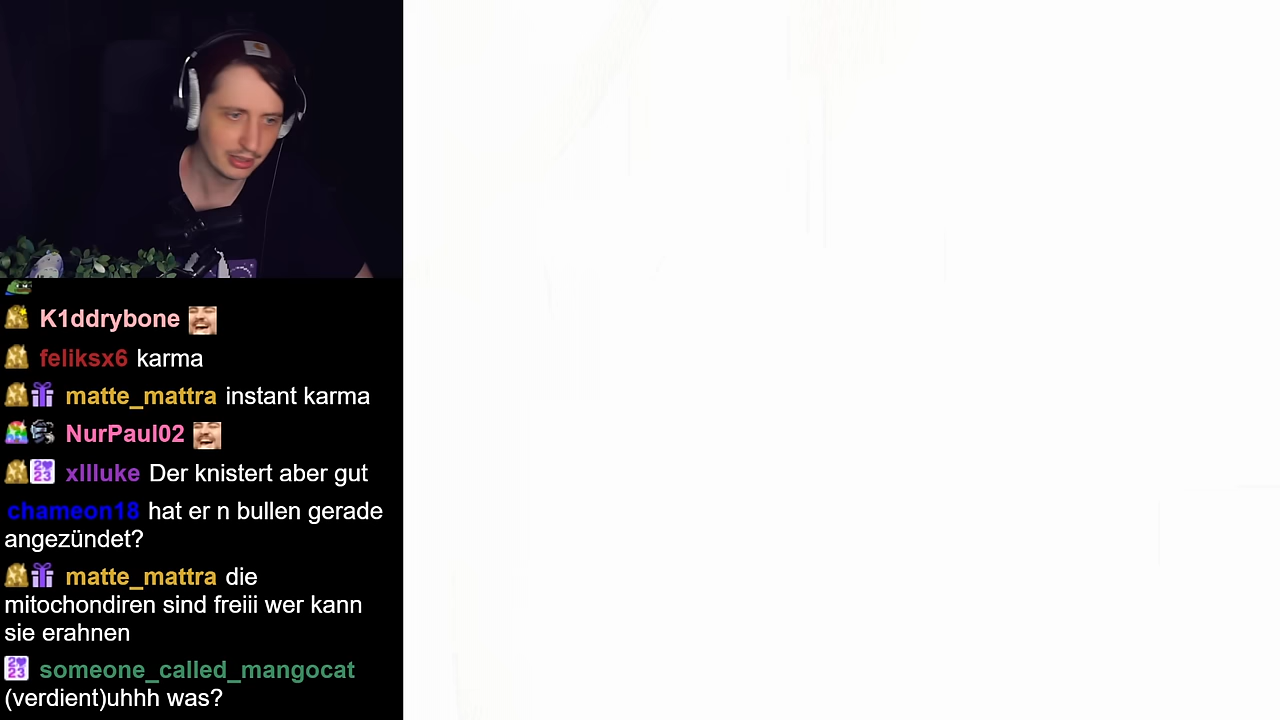 K1ddrybone
feliksx6 karma
matte_mattra instant karma
NurPaul02
xIIIuke Der knistert aber gut
chameon18 hat er n bullen gerade
angezündet?
matte_mattra die
mitochondiren sind freiii wer kann
sie erahnen
someone_called_mangocat
(verdient)uhhh was?